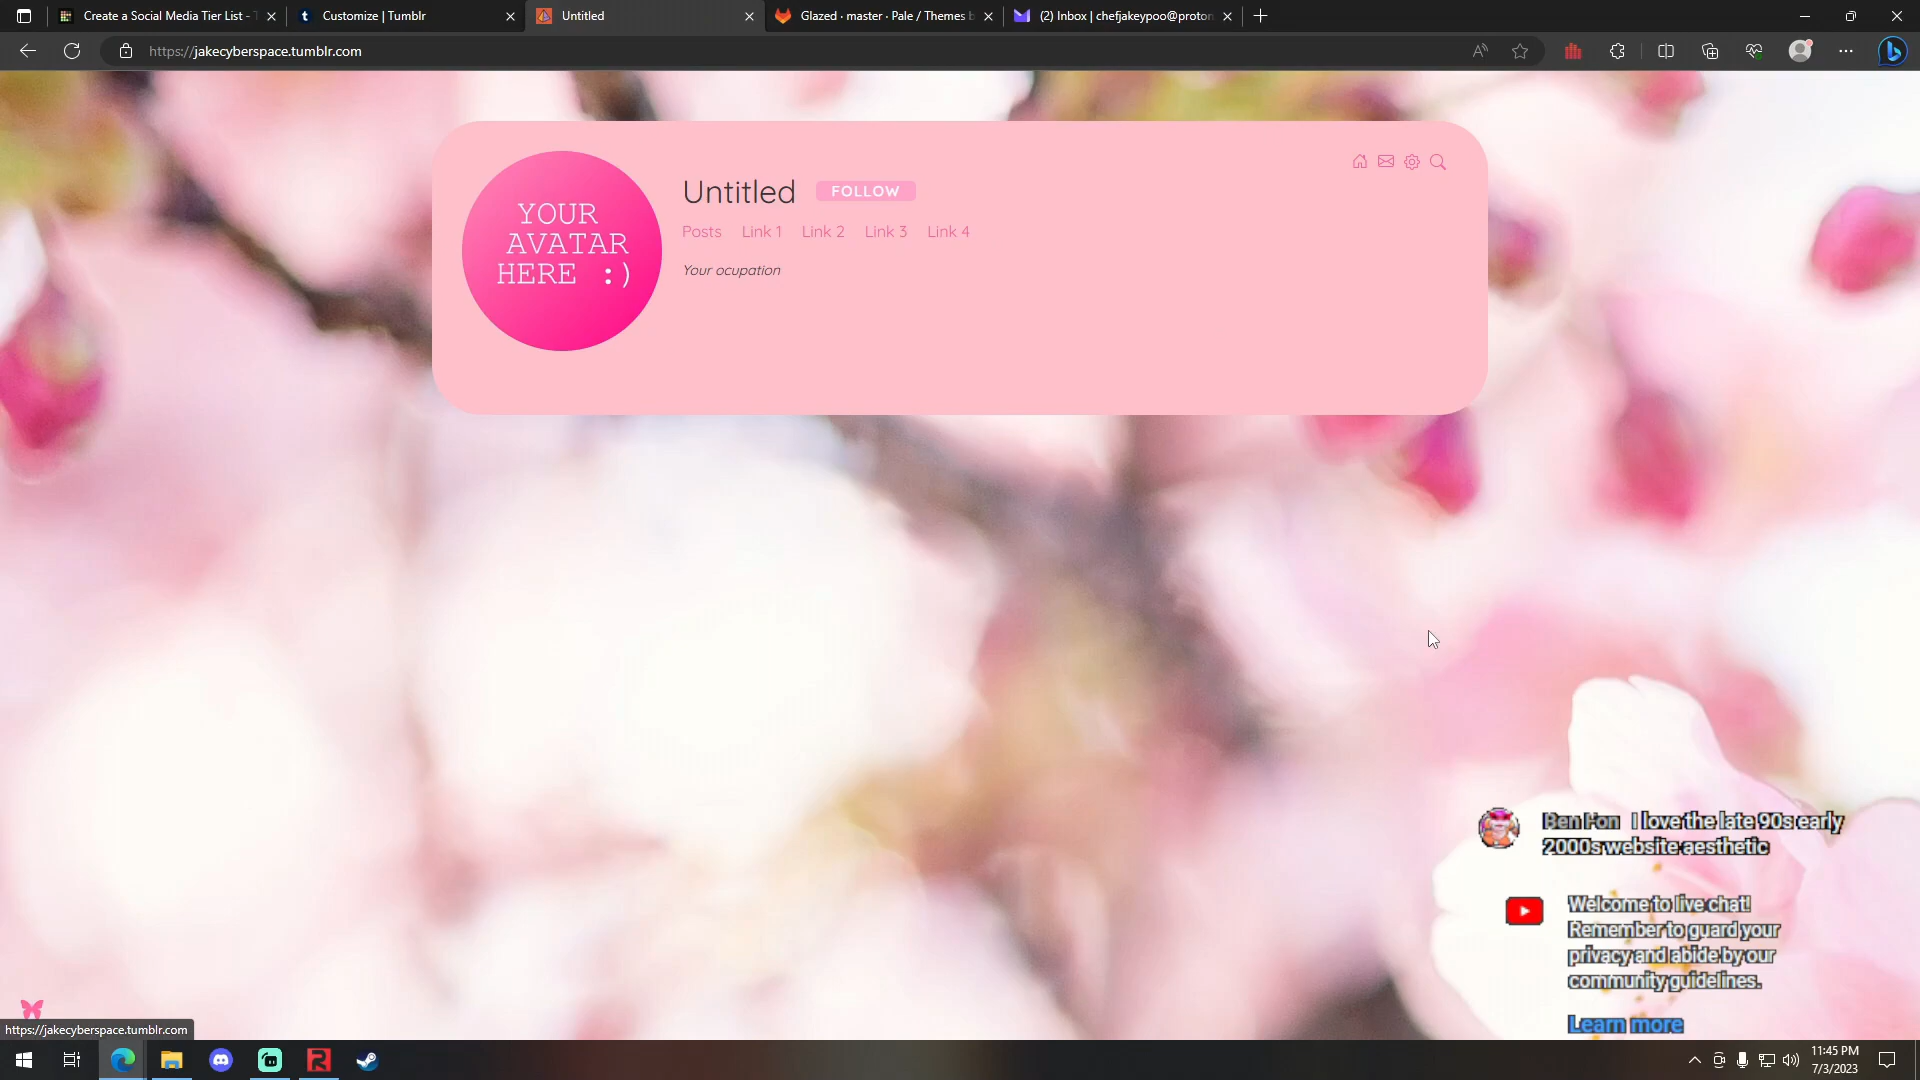 Create a Social Media Tier List -
Customize | Tumblr
Untitled
Glazed · master · Pale / Themes
(2) Inbox | chefjakeypoo@proton
https://jakecyberspace.tumblr.com
YOUR
AVATAR
HERE :)
Untitled
FOLLOW
Posts Link 1 Link 2 Link 3 Link 4
Your ocupation
Ben Fon I love the late 90s early
2000s website aesthetic
Welcome to live chat!
Remember to guard your
privacy and abide by our
community guidelines.
Learn more
https://jakecyberspace.tumblr.com
11:45 PM
7/3/2023